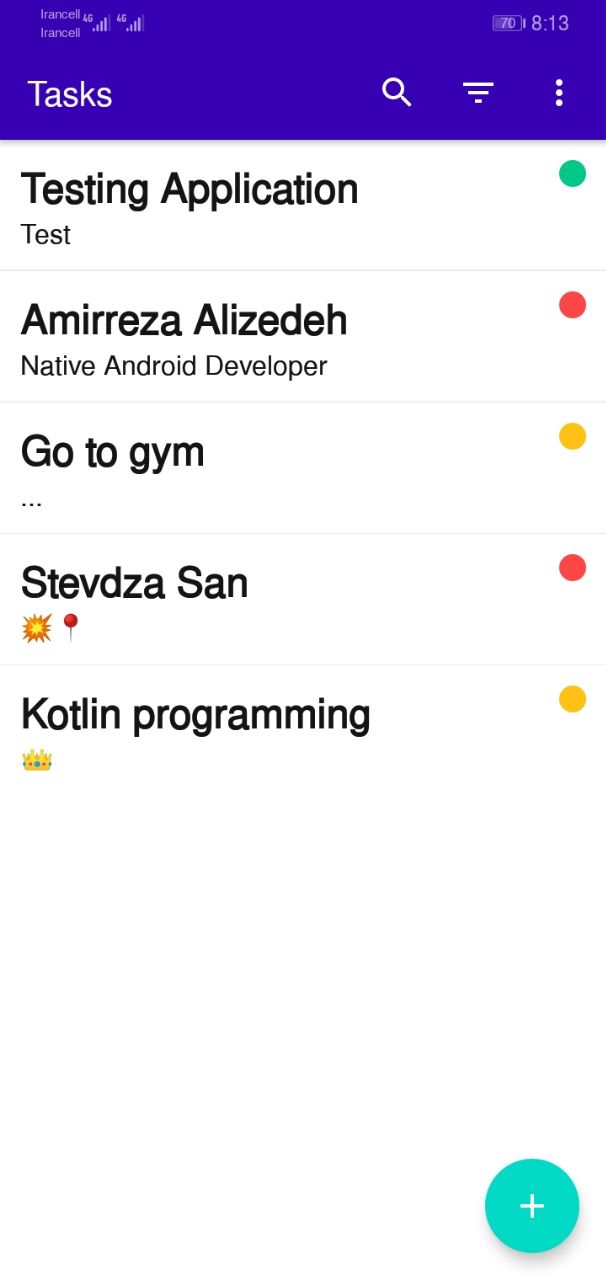 Irancell 4G 4G 70 8:13
Irancell
Tasks
Testing Application
Test
Amirreza Alizedeh
Native Android Developer
Go to gym
...
Stevdza San
💥📍
Kotlin programming
👑